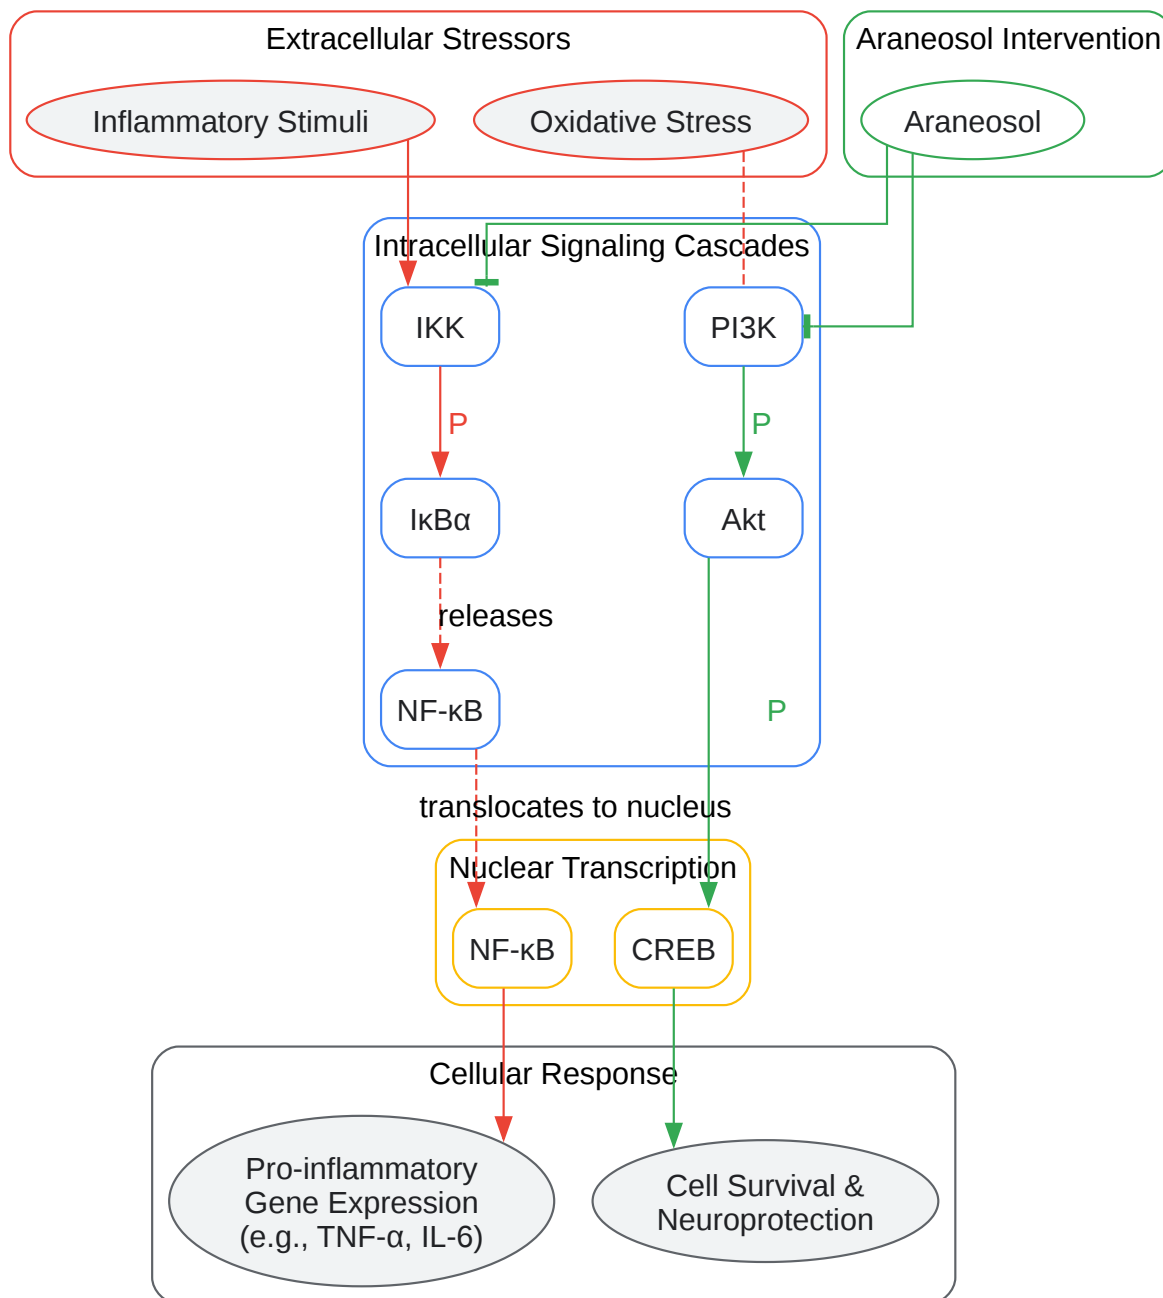 Extracellular Stressors
Araneosol Intervention
Inflammatory Stimuli
Oxidative Stress
Araneosol
Intracellular Signaling Cascades
IKK
PI3K
P
P
IκBα
Akt
releases
NF-κB
P
translocates to nucleus
Nuclear Transcription
NF-κB
CREB
Cellular Response
Pro-inflammatory
Gene Expression
(e.g., TNF-α, IL-6)
Cell Survival &
Neuroprotection